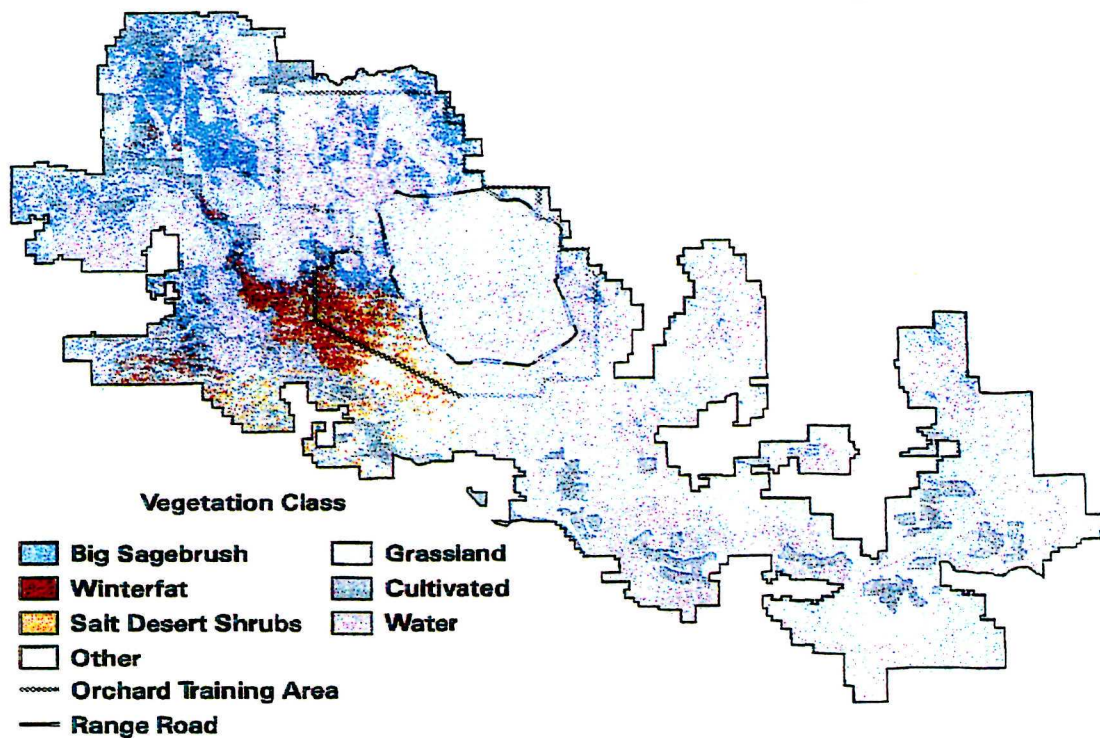 Vegetation Class
Big Sagebrush
Winterfat
Salt Desert Shrubs
Other
Orchard Training Area
Range Road
Grassland
Cultivated
Water